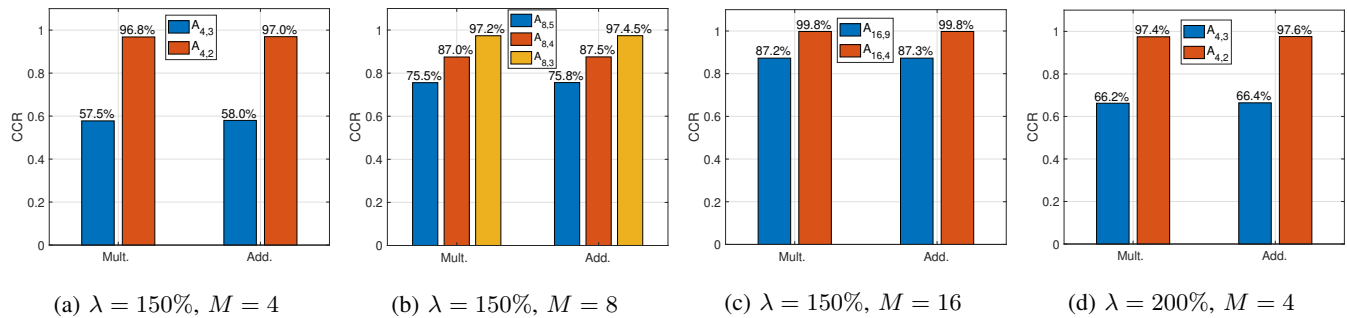 1
0.8
0.6
0.4
0.2
0
CCR
57.5%
96.8%
58.0%
97.0%
A4,3
A4,2
Mult.
Add.
(a) λ = 150%, M = 4
1
0.8
0.6
0.4
0.2
0
CCR
75.5%
87.0%
97.2%
75.8%
87.5%
97.4.5%
A8,5
A8,4
A8,3
Mult.
Add.
(b) λ = 150%, M = 8
1
0.8
0.6
0.4
0.2
0
CCR
87.2%
99.8%
87.3%
99.8%
A16,9
A16,4
Mult.
Add.
(c) λ = 150%, M = 16
1
0.8
0.6
0.4
0.2
0
CCR
66.2%
97.4%
66.4%
97.6%
A4,3
A4,2
Mult.
Add.
(d) λ = 200%, M = 4